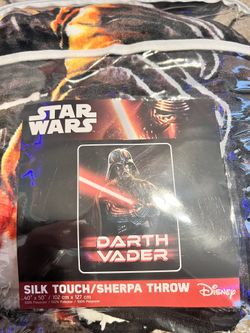 STAR
WARS
DARTH
VADER
SILK TOUCH/SHERPA THROW
40" x 50" / 102 cm x 127 cm
Disney